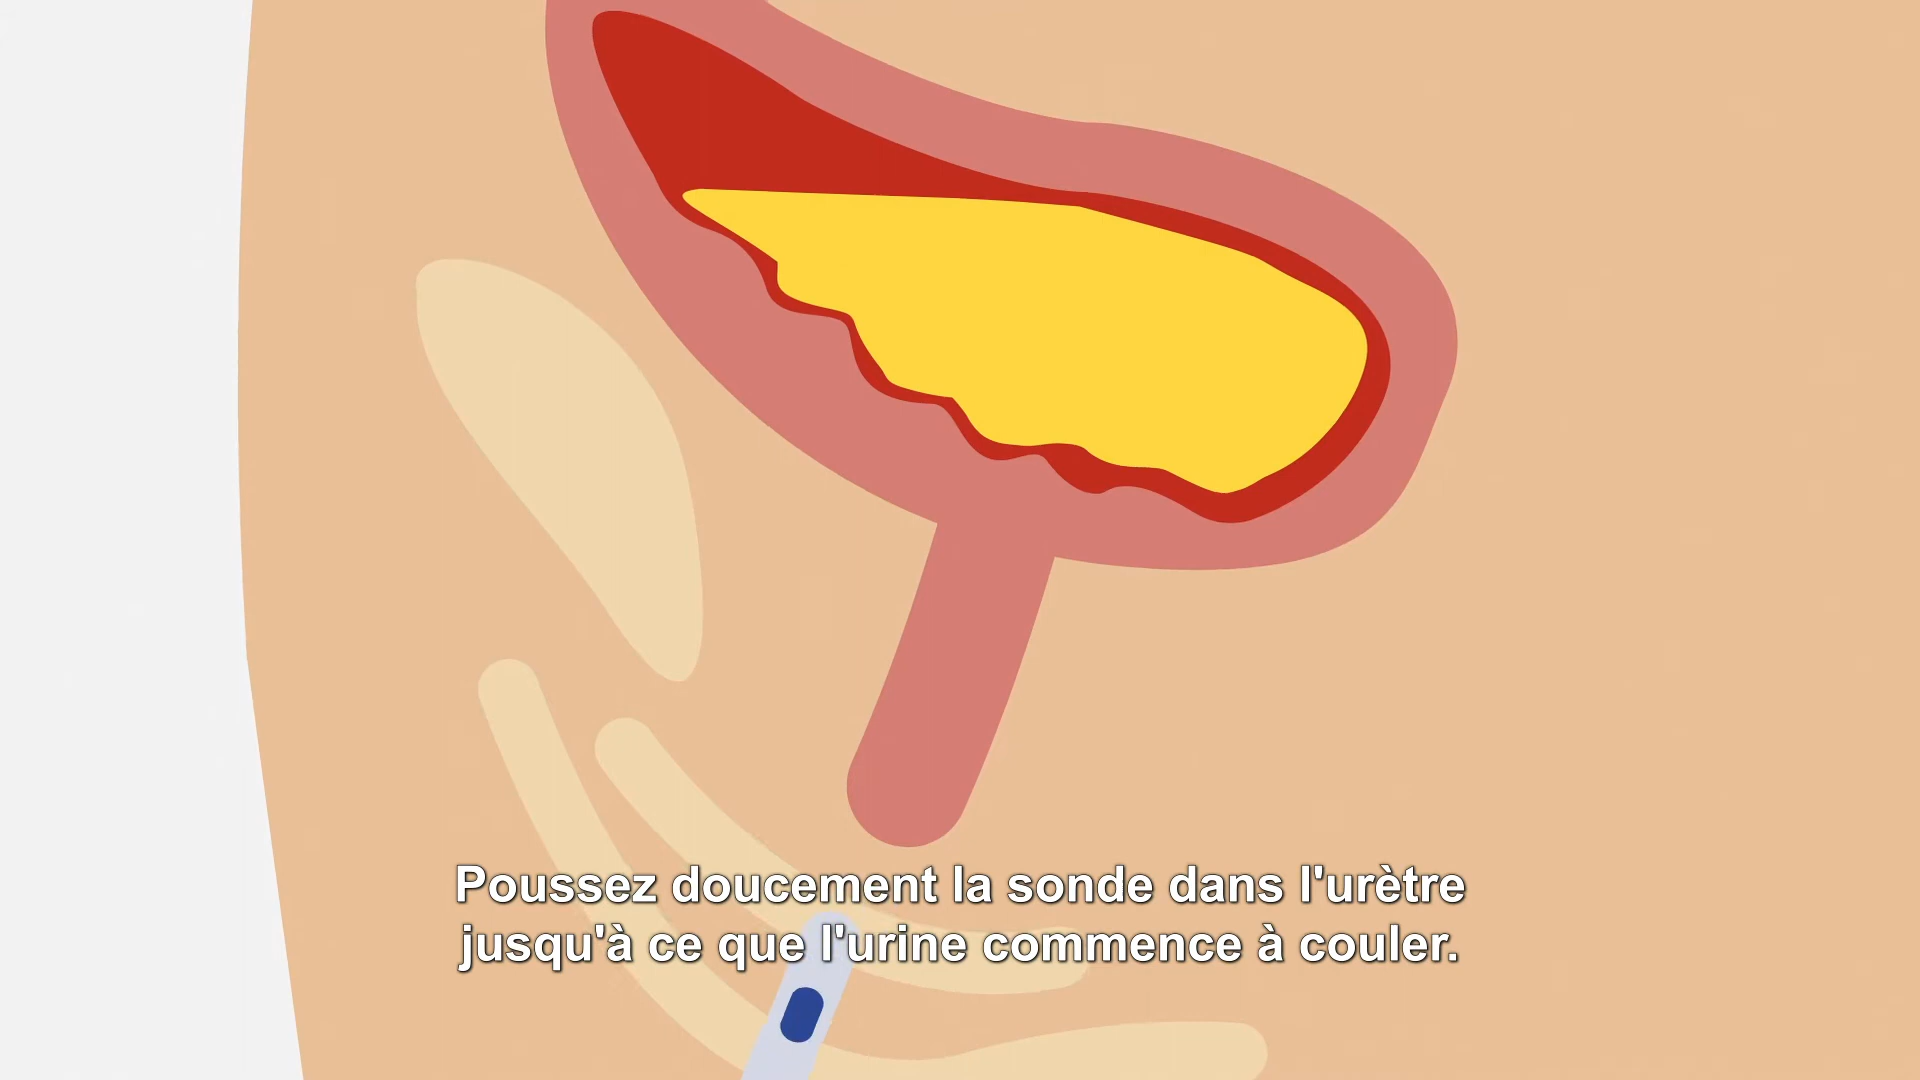 Poussez doucement la sonde dans l'urètre
jusqu'à ce que l'urine commence à couler.